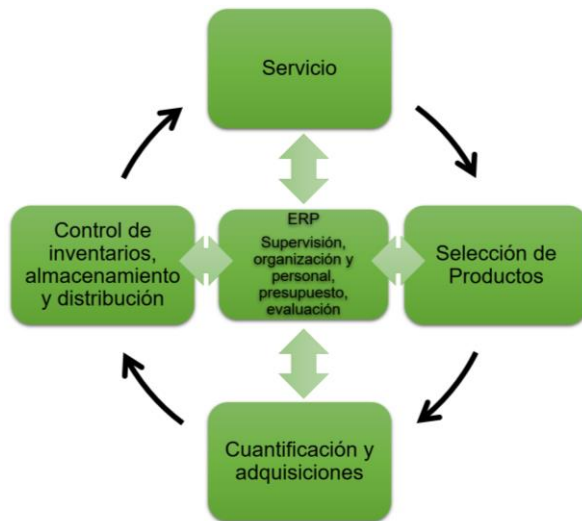 Servicio
Control de
inventarios,
almacenamiento
y distribución
ERP
Supervisión,
organización y
personal,
presupuesto,
evaluación
Selección de
Productos
Cuantificación y
adquisiciones